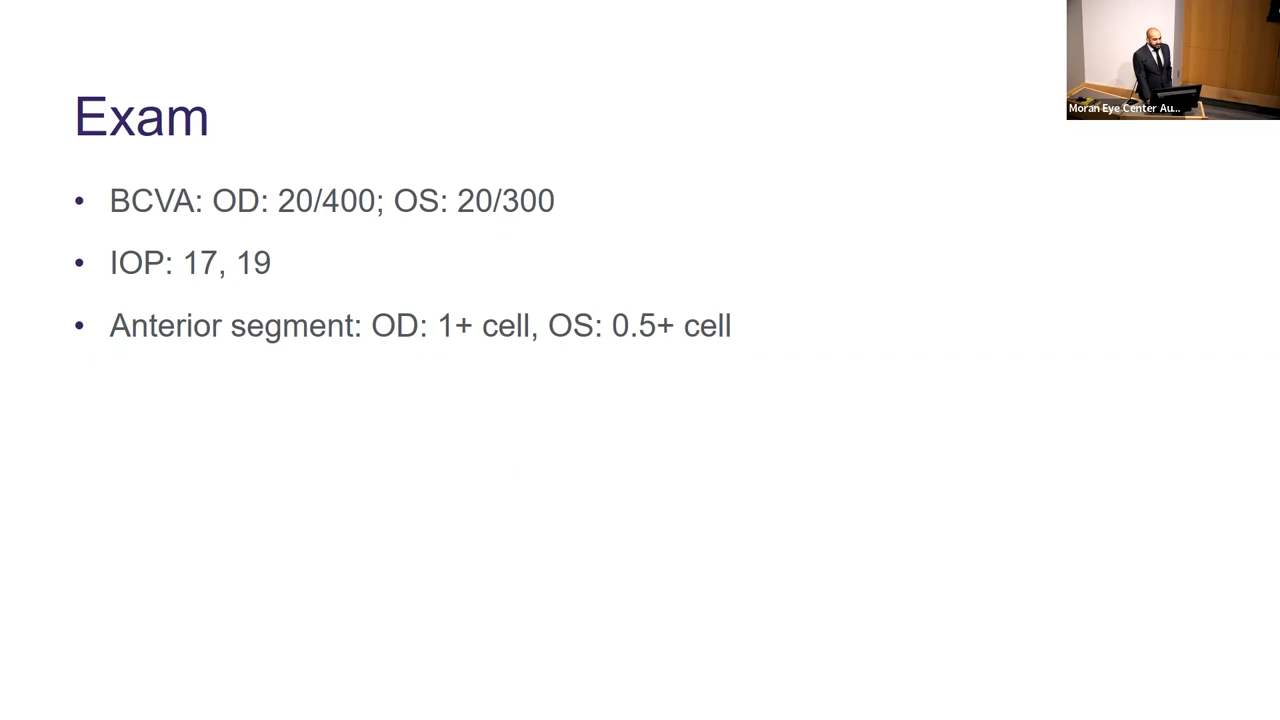 Exam
• BCVA: OD: 20/400; OS: 20/300
• IOP: 17, 19
• Anterior segment: OD: 1+ cell, OS: 0.5+ cell
Moran Eye Center Au...